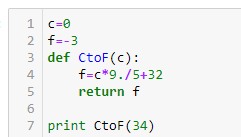 1 c=0
2 f=-3
3 def CtoF(c):
4     f=c*9./5+32
5     return f
6
7 print CtoF(34)